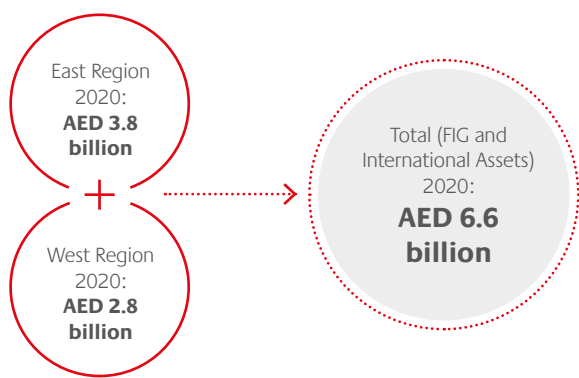 East Region
2020:
AED 3.8
billion
+
West Region
2020:
AED 2.8
billion
Total (FIG and
International Assets)
2020:
AED 6.6
billion